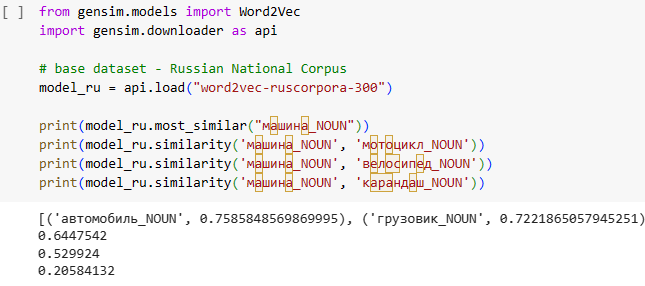 [ ] from gensim.models import Word2Vec
import gensim.downloader as api
# base dataset - Russian National Corpus
model_ru = api.load("word2vec-ruscorpora-300")
print(model_ru.most_similar("машина_NOUN"))
print(model_ru.similarity('машина_NOUN', 'мотоцикл_NOUN'))
print(model_ru.similarity('машина_NOUN', 'велосипед_NOUN'))
print(model_ru.similarity('машина_NOUN', 'карандаш_NOUN'))
[('автомобиль_NOUN', 0.7585848569869995), ('грузовик_NOUN', 0.7221865057945251)
0.6447542
0.529924
0.20584132